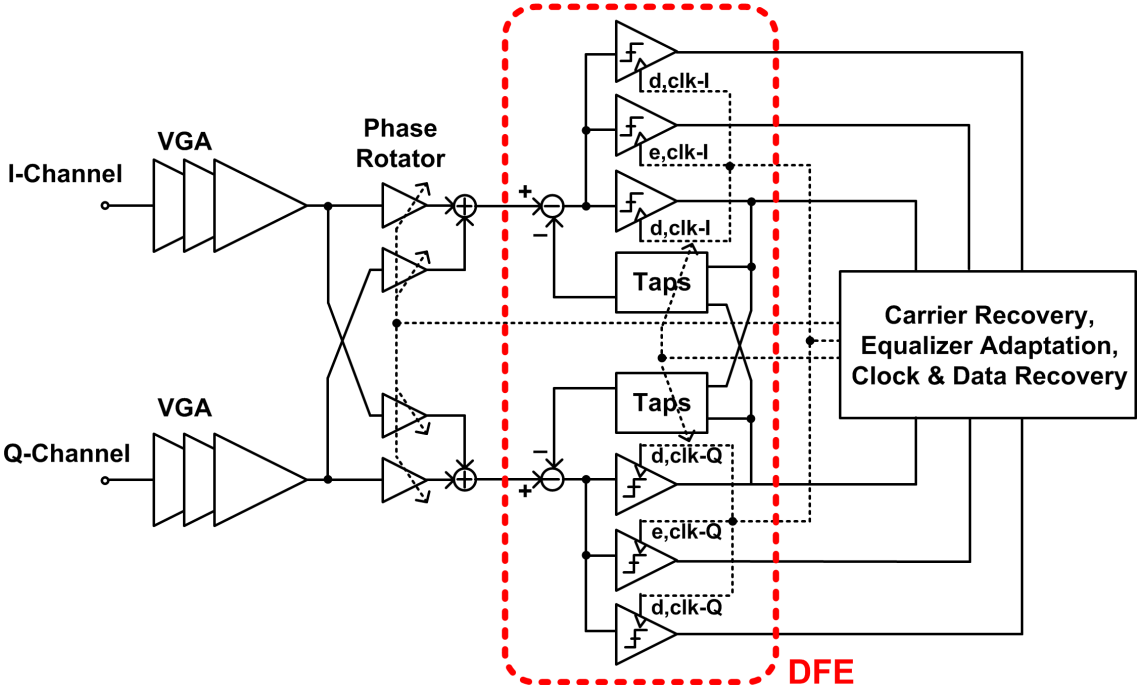 d,clk-I
VGA
Phase
Rotator
e,clk-I
I-Channel
+
d,clk-I
−
Taps
Carrier Recovery,
Equalizer Adaptation,
Clock & Data Recovery
Taps
VGA
Q-Channel
−
d,clk-Q
+
e,clk-Q
d,clk-Q
DFE